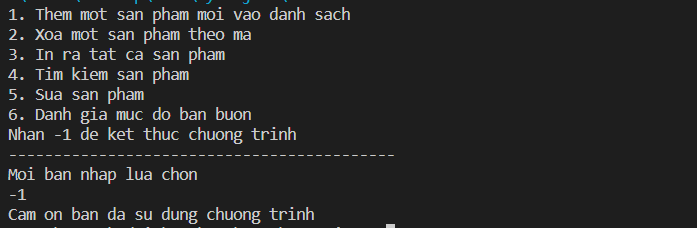 1. Them mot san pham moi vao danh sach
2. Xoa mot san pham theo ma
3. In ra tat ca san pham
4. Tim kiem san pham
5. Sua san pham
6. Danh gia muc do ban buon
Nhan -1 de ket thuc chuong trinh
------------------------------------------
Moi ban nhap lua chon
-1
Cam on ban da su dung chuong trinh